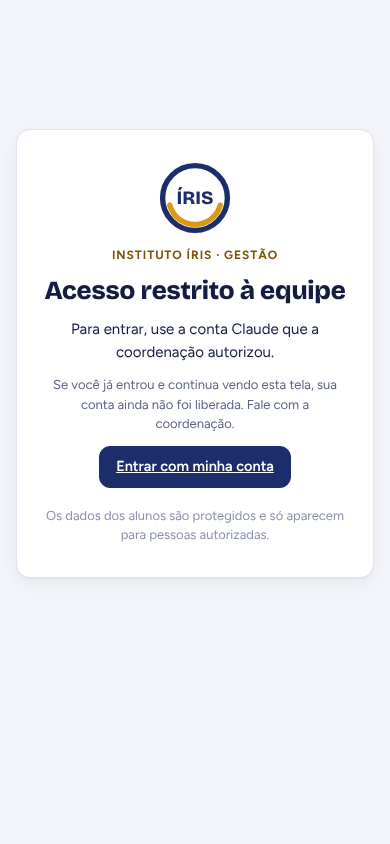 ÍRIS
INSTITUTO ÍRIS · GESTÃO
Acesso restrito à equipe
Para entrar, use a conta Claude que a
coordenação autorizou.
Se você já entrou e continua vendo esta tela, sua
conta ainda não foi liberada. Fale com a
coordenação.
Entrar com minha conta
Os dados dos alunos são protegidos e só aparecem
para pessoas autorizadas.